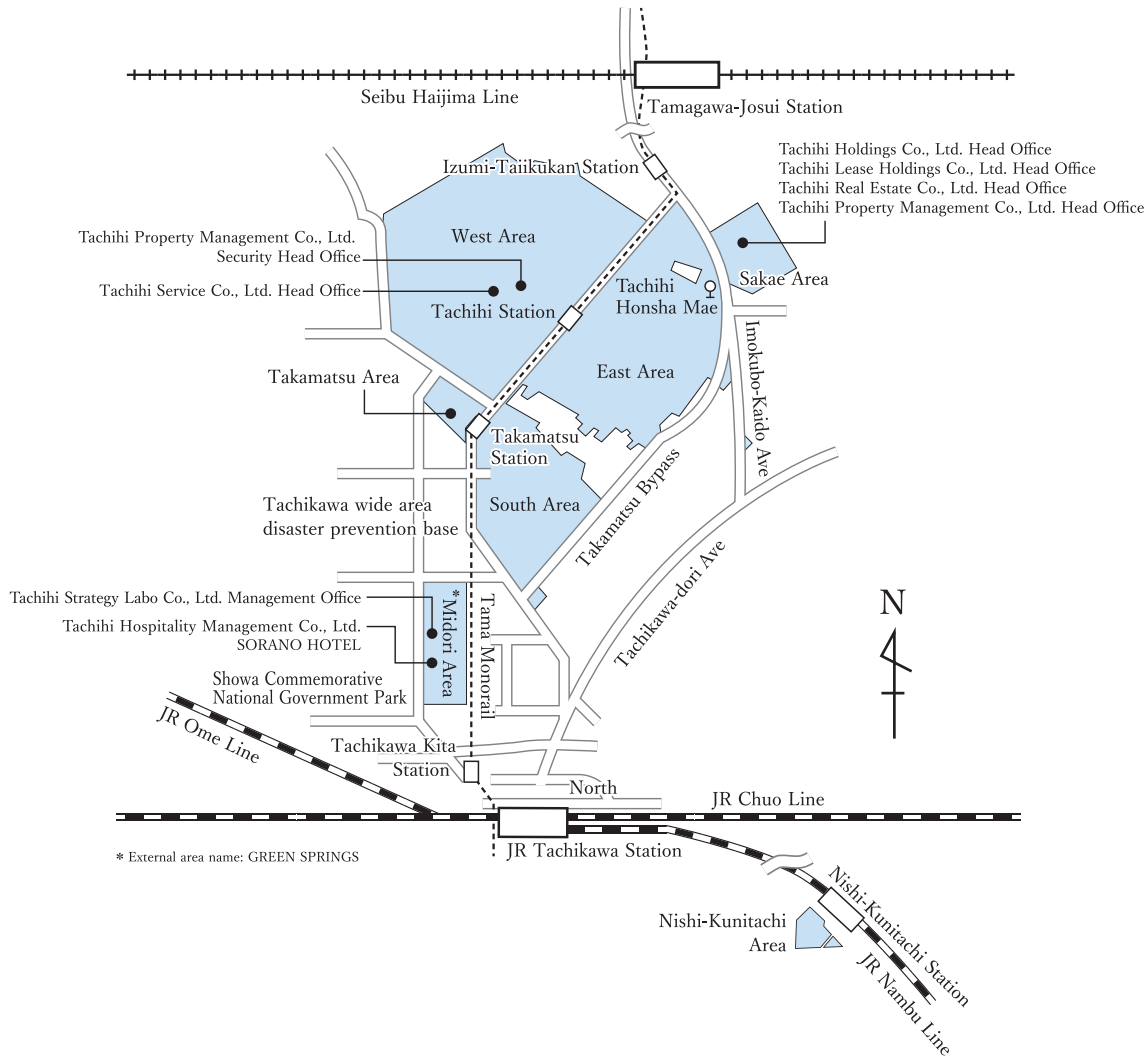 Seibu Haijima Line
Tamagawa-Josui Station
Izumi-Taiikukan Station
Tachihi Holdings Co., Ltd. Head Office
Tachihi Lease Holdings Co., Ltd. Head Office
Tachihi Real Estate Co., Ltd. Head Office
Tachihi Property Management Co., Ltd. Head Office
West Area
Tachihi Property Management Co., Ltd.
Security Head Office
Tachihi Service Co., Ltd. Head Office
Tachihi Station
Tachihi
Honsha Mae
Sakae Area
Imokubo-Kaido Ave
East Area
Takamatsu Area
Takamatsu
Station
South Area
Takamatsu Bypass
Tachikawa wide area
disaster prevention base
Tachikawa-dori Ave
Tachihi Strategy Labo Co., Ltd. Management Office
Tachihi Hospitality Management Co., Ltd.
SORANO HOTEL
*Midori Area
Tama Monorail
N
Showa Commemorative
National Government Park
JR Ome Line
Tachikawa Kita
Station
North
JR Chuo Line
JR Tachikawa Station
* External area name: GREEN SPRINGS
Nishi-Kunitachi
Area
Nishi-Kunitachi Station
JR Nambu Line